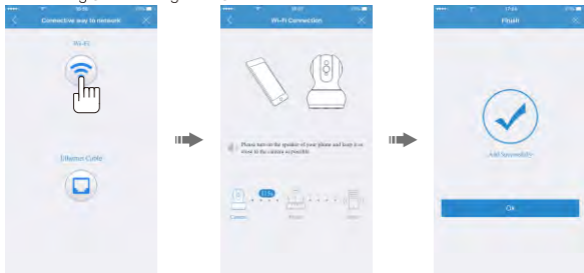 Connective way to network
Wi-Fi
Ethernet Cable
Wi-Fi Connection
Please turn on the speaker of your phone and keep it as
close to the camera as possible
Camera
Router
Finish
Add Successfully
Ok